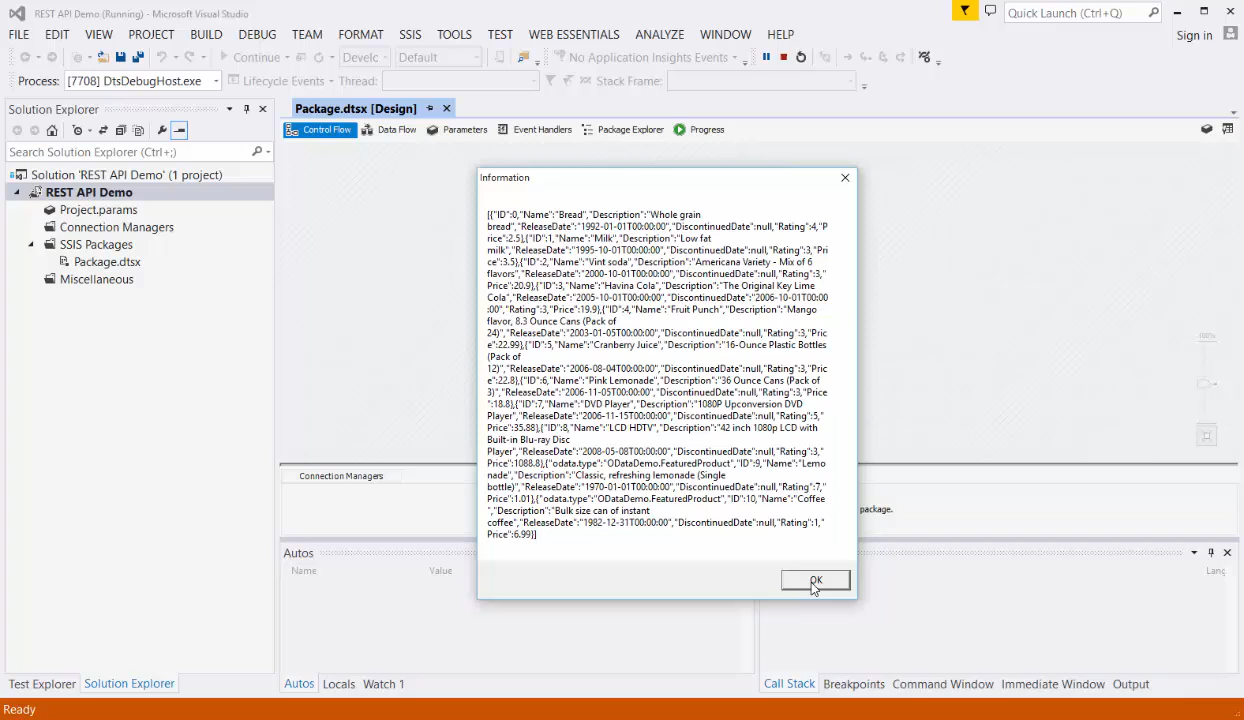 REST API Demo (Running) - Microsoft Visual Studio
Quick Launch (Ctrl+Q)
FILE EDIT VIEW PROJECT BUILD DEBUG TEAM FORMAT SSIS TOOLS TEST WEB ESSENTIALS ANALYZE WINDOW HELP
Sign in
Continue Develc Default No Application Insights Events
Process: [7708] DtsDebugHost.exe Lifecycle Events Thread: Stack Frame:
Solution Explorer
Package.dtsx [Design]
Control Flow Data Flow Parameters Event Handlers Package Explorer Progress
Search Solution Explorer (Ctrl+;)
Solution 'REST API Demo' (1 project)
REST API Demo
Project.params
Connection Managers
SSIS Packages
Package.dtsx
Miscellaneous
Information
[{"ID":0,"Name":"Bread","Description":"Whole grain
bread","ReleaseDate":"1992-01-01T00:00:00","DiscontinuedDate":null,"Rating":4,"P
rice":2.5},{"ID":1,"Name":"Milk","Description":"Low fat
milk","ReleaseDate":"1995-10-01T00:00:00","DiscontinuedDate":null,"Rating":3,"Pri
ce":3.5},{"ID":2,"Name":"Vint soda","Description":"Americana Variety - Mix of 6
flavors","ReleaseDate":"2000-10-01T00:00:00","DiscontinuedDate":null,"Rating":3,"
Price":20.9},{"ID":3,"Name":"Havina Cola","Description":"The Original Key Lime
Cola","ReleaseDate":"2005-10-01T00:00:00","DiscontinuedDate":"2006-10-01T00:00
:00","Rating":3,"Price":19.9},{"ID":4,"Name":"Fruit Punch","Description":"Mango
flavor, 8.3 Ounce Cans (Pack of
24)","ReleaseDate":"2003-01-05T00:00:00","DiscontinuedDate":null,"Rating":3,"Pric
e":22.99},{"ID":5,"Name":"Cranberry Juice","Description":"16-Ounce Plastic Bottles
(Pack of
12)","ReleaseDate":"2006-08-04T00:00:00","DiscontinuedDate":null,"Rating":3,"Pric
e":22.8},{"ID":6,"Name":"Pink Lemonade","Description":"36 Ounce Cans (Pack of
3)","ReleaseDate":"2006-11-05T00:00:00","DiscontinuedDate":null,"Rating":3,"Price
":18.8},{"ID":7,"Name":"DVD Player","Description":"1080P Upconversion DVD
Player","ReleaseDate":"2006-11-15T00:00:00","DiscontinuedDate":null,"Rating":5,"
Price":35.88},{"ID":8,"Name":"LCD HDTV","Description":"42 inch 1080p LCD with
Built-in Blu-ray Disc
Player","ReleaseDate":"2008-05-08T00:00:00","DiscontinuedDate":null,"Rating":3,"
Price":1088.8},{"odata.type":"ODataDemo.FeaturedProduct","ID":9,"Name":"Lemo
nade","Description":"Classic, refreshing lemonade (Single
bottle)","ReleaseDate":"1970-01-01T00:00:00","DiscontinuedDate":null,"Rating":7,"
Price":1.01},{"odata.type":"ODataDemo.FeaturedProduct","ID":10,"Name":"Coffee
","Description":"Bulk size can of instant
coffee","ReleaseDate":"1982-12-31T00:00:00","DiscontinuedDate":null,"Rating":1,"
Price":6.99}]
OK
100%
Connection Managers
package.
Autos
Name Value
Lang
Test Explorer Solution Explorer
Autos Locals Watch 1
Call Stack Breakpoints Command Window Immediate Window Output
Ready